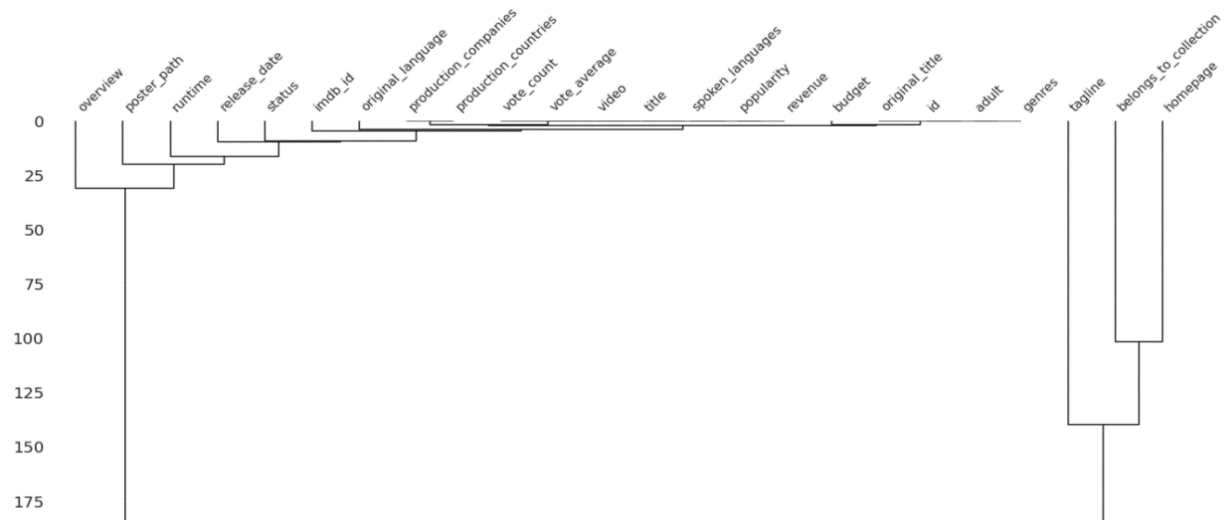 overview
poster_path
runtime
release_date
status
imdb_id
original_language
production_companies
production_countries
vote_count
vote_average
video
title
spoken_languages
popularity
revenue
budget
original_title
id
adult
genres
tagline
belongs_to_collection
homepage
0
25
50
75
100
125
150
175